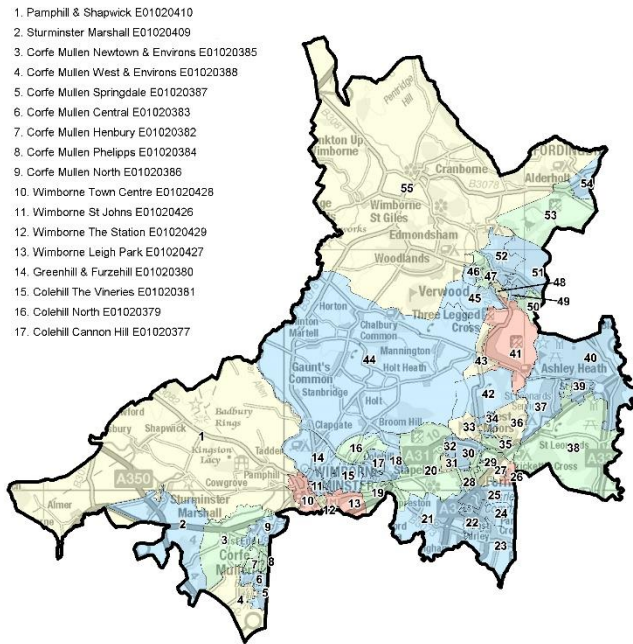 1. Pamphill & Shapwick E01020410
2. Sturminster Marshall E01020409
3. Corfe Mullen Newtown & Environs E01020385
4. Corfe Mullen West & Environs E01020388
5. Corfe Mullen Springdale E01020387
6. Corfe Mullen Central E01020383
7. Corfe Mullen Henbury E01020382
8. Corfe Mullen Phelipps E01020384
9. Corfe Mullen North E01020386
10. Wimborne Town Centre E01020428
11. Wimborne St Johns E01020426
12. Wimborne The Station E01020429
13. Wimborne Leigh Park E01020427
14. Greenhill & Furzehill E01020380
15. Colehill The Vineries E01020381
16. Colehill North E01020379
17. Colehill Cannon Hill E01020377
Pentridge
Hill
B3081
Wimborne
Cranborne
B3078
Alderholt
54
53
55
Wimborne
St Giles
Edmondsham
Woodlands
52
51
46
47
48
49
50
45
Verwood
Three Legged
Cross
Horton
Chalbury
Common
44
Mannington
43
41
40
Ashley Heath
39
Gaunt's
Common
Holt Heath
Stanbridge
Holt
42
37
38
34
36
33
35
Clapgate
Broom Hill
Badbury
Rings
Shapwick
1
Kingston
Lacy
Cowgrove
Pamphill
A350
Almer
Sturminster
Marshall
14
16
15
17
18
A31
32
30
31
20
29
28
27
26
11
10
12
13
19
25
24
21
22
23
2
3
9
Corfe
7
8
6
5
4